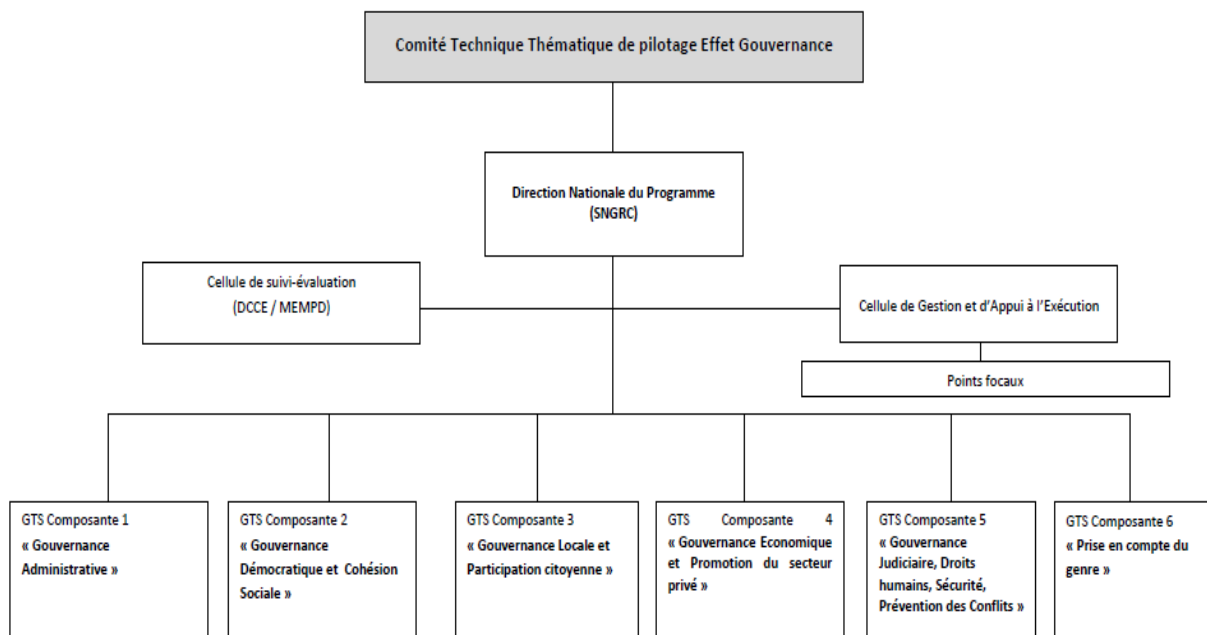 Comité Technique Thématique de pilotage Effet Gouvernance
Direction Nationale du Programme
(SNGRC)
Cellule de suivi-évaluation
(DCCE / MEMPD)
Cellule de Gestion et d'Appui à l'Exécution
Points focaux
GTS Composante 1
« Gouvernance
Administrative »
GTS Composante 2
« Gouvernance
Démocratique et Cohésion
Sociale »
GTS Composante 3
« Gouvernance Locale et
Participation citoyenne »
GTS Composante 4
« Gouvernance Economique
et Promotion du secteur
privé »
GTS Composante 5
« Gouvernance
Judiciaire, Droits
humains, Sécurité,
Prévention des Conflits »
GTS Composante 6
« Prise en compte du
genre »